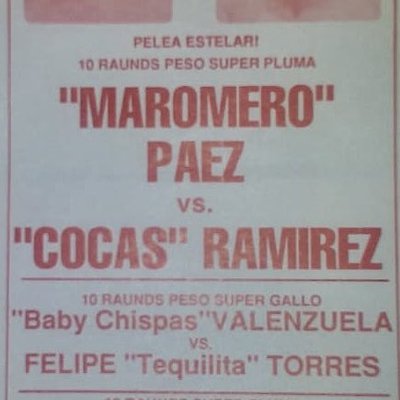 PELEA ESTELAR!
10 RAUNDS PESO SUPER PLUMA
"MAROMERO"
PAEZ
VS.
"COCAS" RAMIREZ
10 RAUNDS PESO SUPER GALLO
"Baby Chispas" VALENZUELA
VS.
FELIPE "Tequilita" TORRES